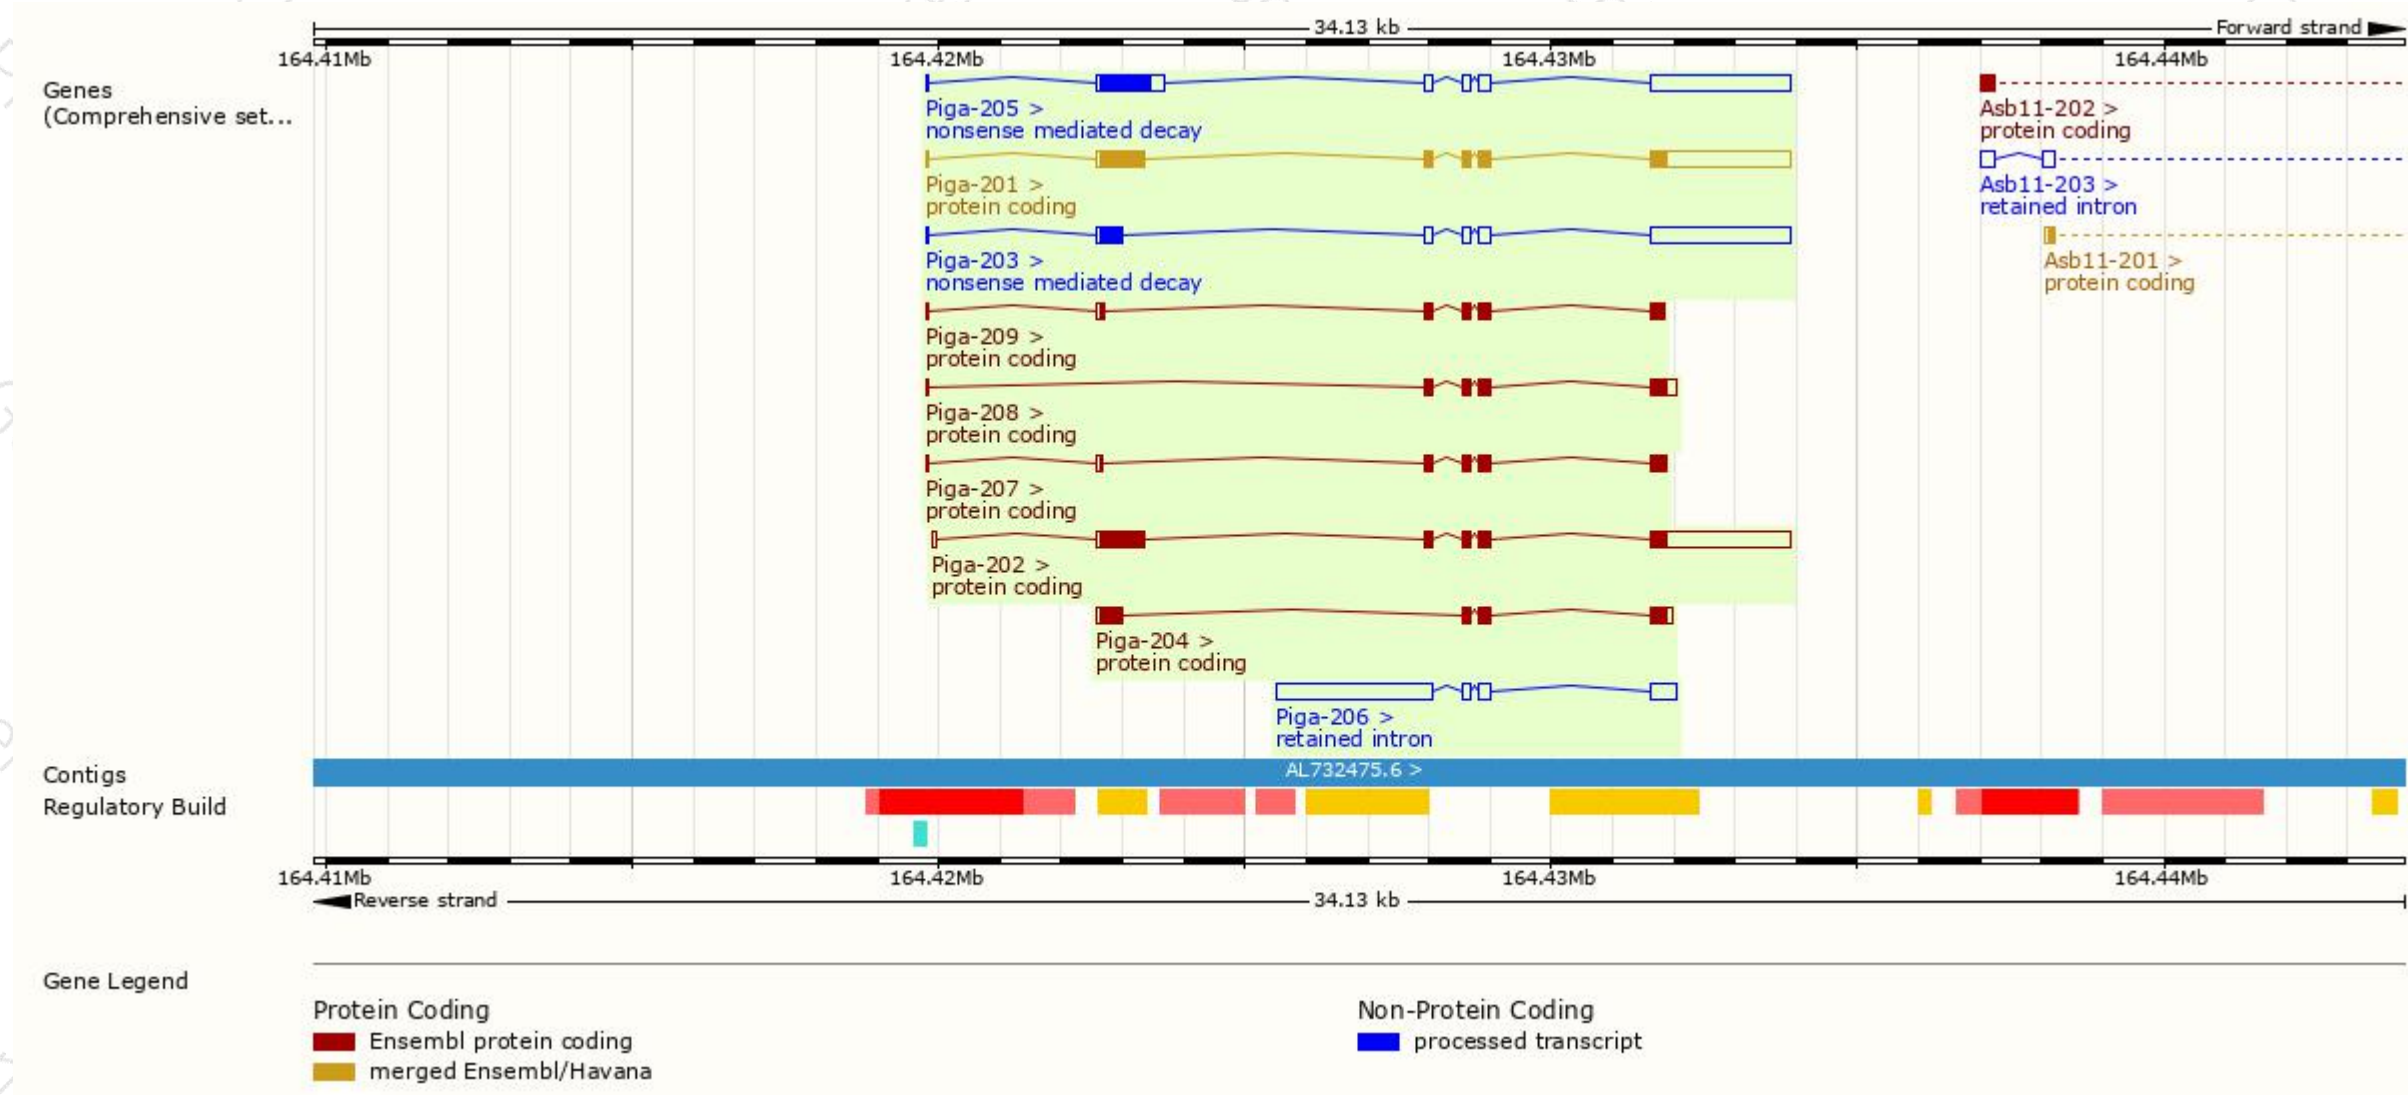 34.13 kb
Forward strand
164.41Mb 164.42Mb 164.43Mb 164.44Mb
Genes
(Comprehensive set...
Piga-205 >
nonsense mediated decay
Asb11-202 >
protein coding
Piga-201 >
protein coding
Asb11-203 >
retained intron
Piga-203 >
nonsense mediated decay
Asb11-201 >
protein coding
Piga-209 >
protein coding
Piga-208 >
protein coding
Piga-207 >
protein coding
Piga-202 >
protein coding
Piga-204 >
protein coding
Piga-206 >
retained intron
Contigs
AL732475.6 >
Regulatory Build
164.41Mb 164.42Mb 164.43Mb 164.44Mb
Reverse strand
34.13 kb
Gene Legend
Protein Coding
Ensembl protein coding
merged Ensembl/Havana
Non-Protein Coding
processed transcript